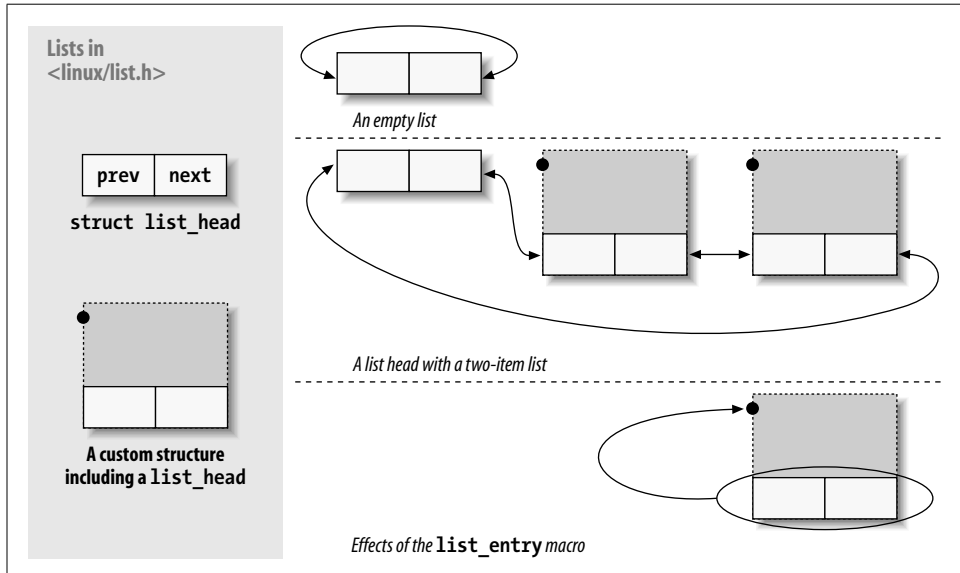 Lists in
<linux/list.h>
prev next
struct list_head
A custom structure
including a list_head
An empty list
A list head with a two-item list
Effects of the list_entry macro